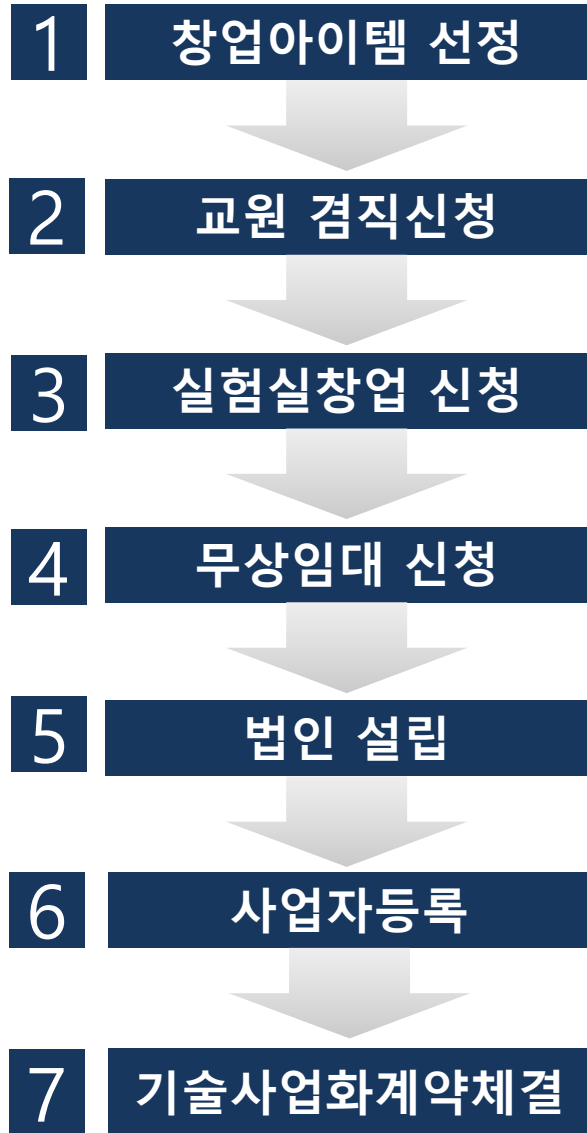 1 창업아이템 선정
2 교원 겸직신청
3 실험실창업 신청
4 무상임대 신청
5 법인 설립
6 사업자등록
7 기술사업화계약체결